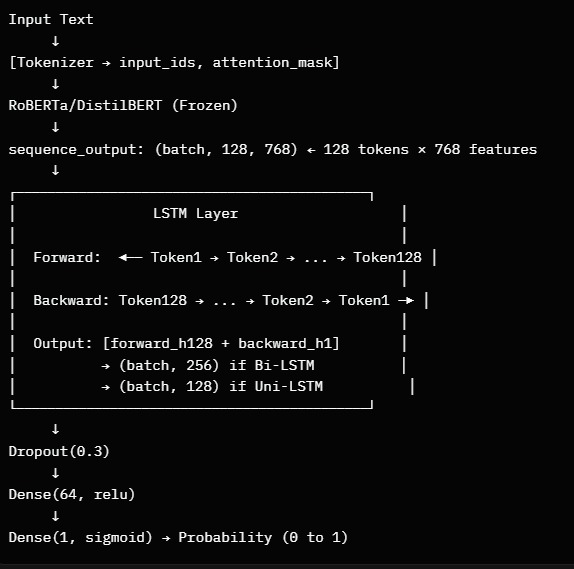 Input Text
↓
[Tokenizer → input_ids, attention_mask]
↓
RoBERTa/DistilBERT (Frozen)
↓
sequence_output: (batch, 128, 768) ← 128 tokens × 768 features
↓
LSTM Layer
Forward: ◄── Token1 → Token2 → ... → Token128
Backward: Token128 → ... → Token2 → Token1 ─►
Output: [forward_h128 + backward_h1]
→ (batch, 256) if Bi-LSTM
→ (batch, 128) if Uni-LSTM
↓
Dropout(0.3)
↓
Dense(64, relu)
↓
Dense(1, sigmoid) → Probability (0 to 1)